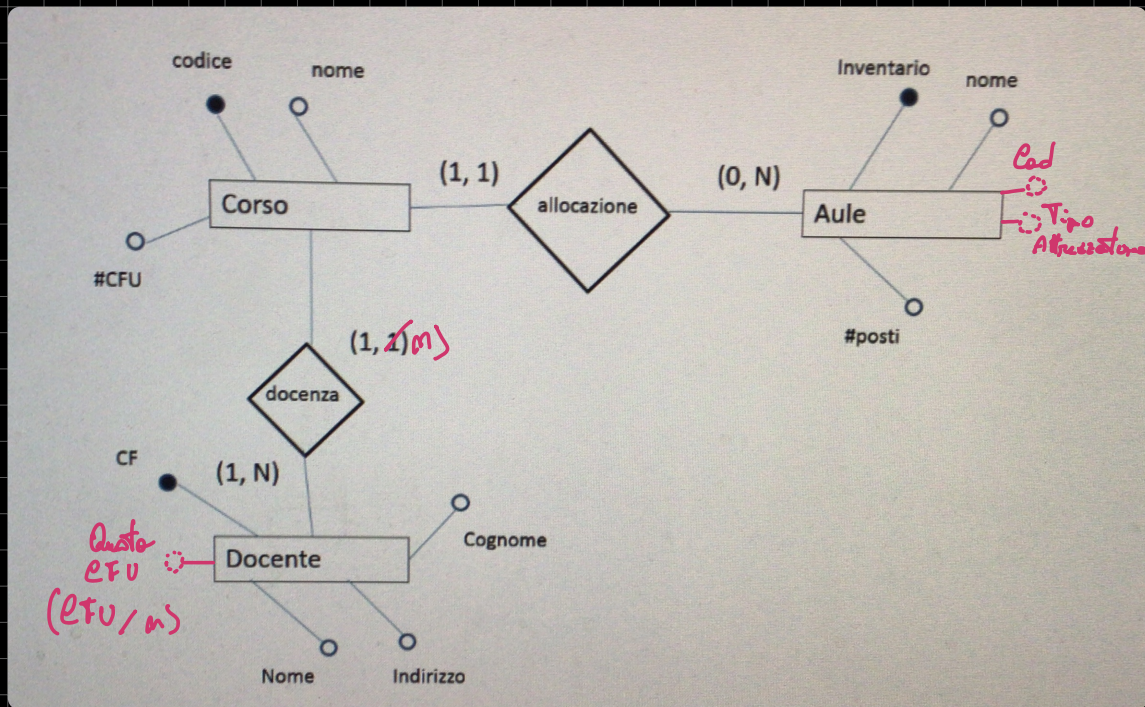 codice
nome
Inventario
nome
Cod
(1, 1)
(0, N)
Corso
allocazione
Aule
Tipo
#CFU
#posti
(1, 1)
n)
docenza
CF
(1, N)
Cognome
Quota
CFU
Docente
(CFU/n)
Nome
Indirizzo